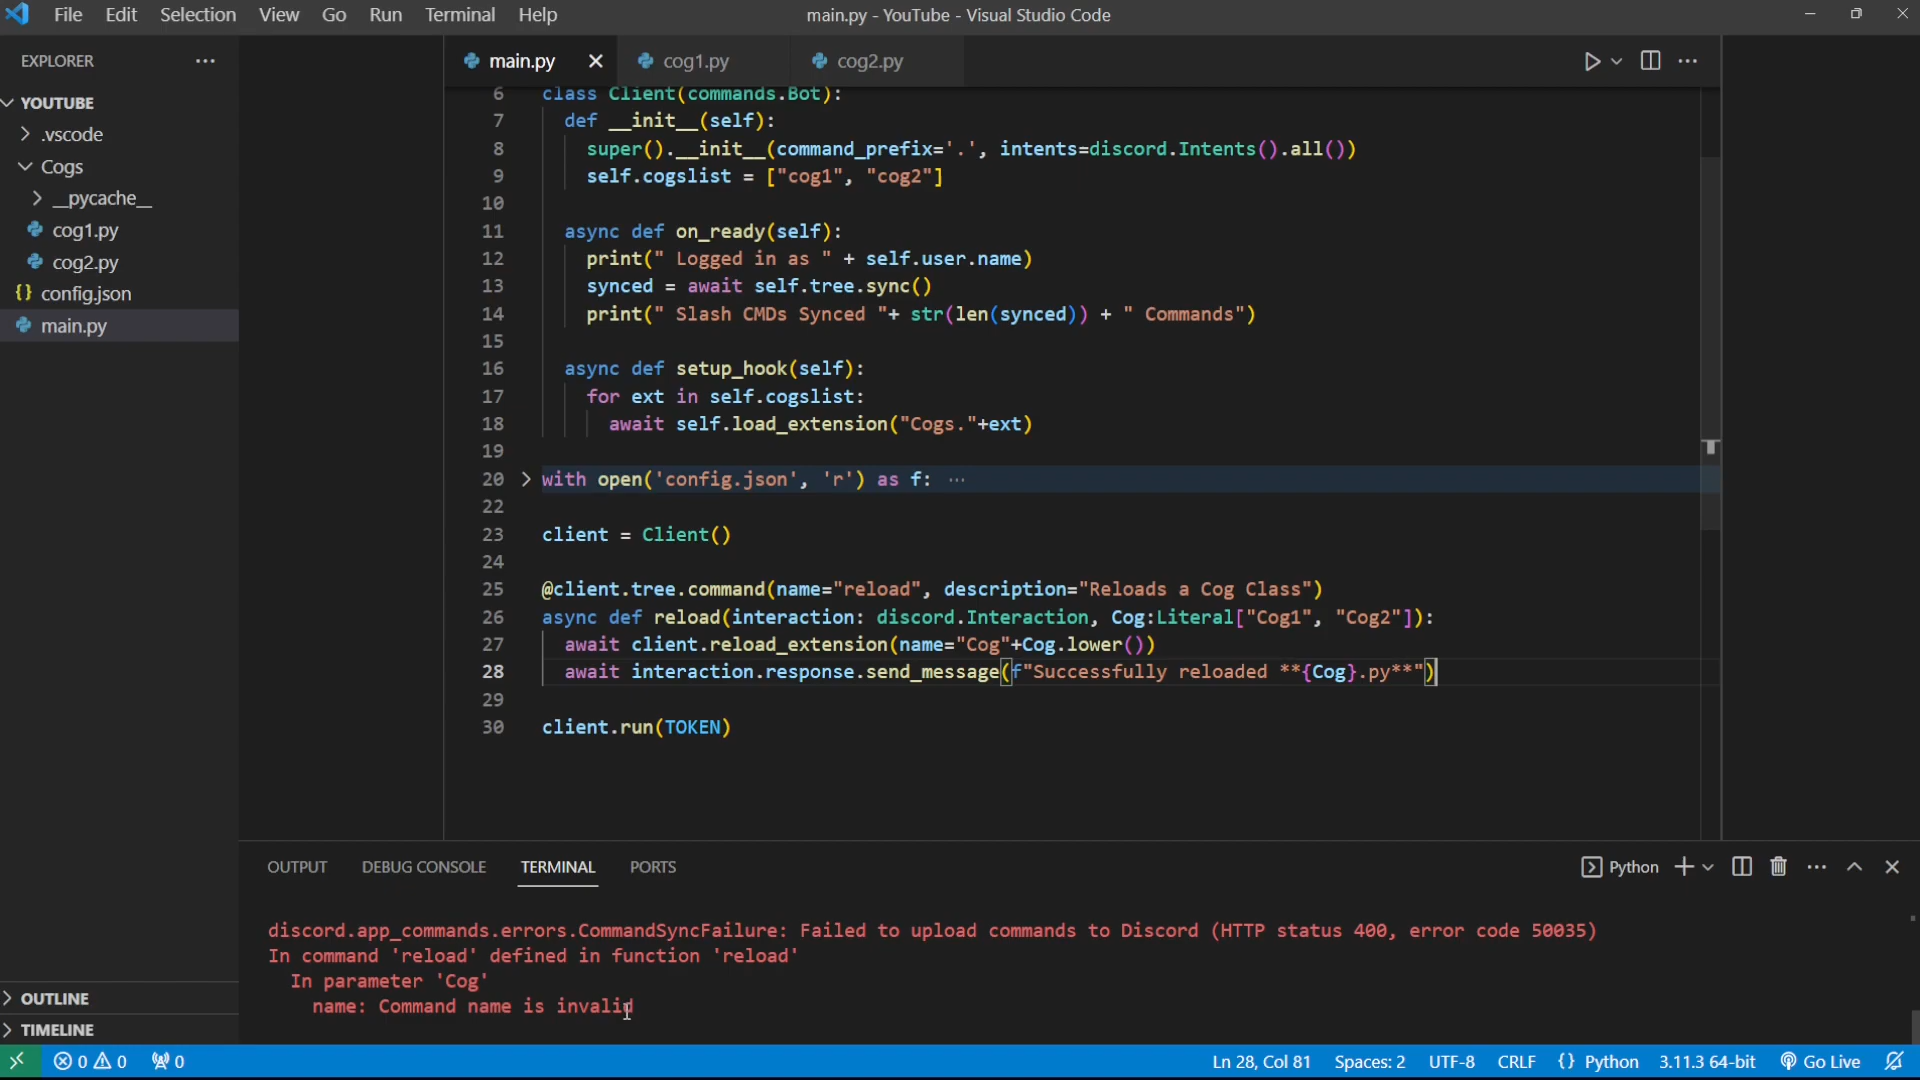 File Edit Selection View Go Run Terminal Help
main.py - YouTube - Visual Studio Code
EXPLORER ···
YOUTUBE
.vscode
Cogs
__pycache__
cog1.py
cog2.py
{} config.json
main.py
OUTLINE
TIMELINE
main.py cog1.py cog2.py
6 class Client(commands.Bot):
7 def __init__(self):
8 super().__init__(command_prefix='.', intents=discord.Intents().all())
9 self.cogslist = ["cog1", "cog2"]
10
11 async def on_ready(self):
12 print(" Logged in as " + self.user.name)
13 synced = await self.tree.sync()
14 print(" Slash CMDs Synced "+ str(len(synced)) + " Commands")
15
16 async def setup_hook(self):
17 for ext in self.cogslist:
18 await self.load_extension("Cogs."+ext)
19
20 with open('config.json', 'r') as f: ···
22
23 client = Client()
24
25 @client.tree.command(name="reload", description="Reloads a Cog Class")
26 async def reload(interaction: discord.Interaction, Cog:Literal["Cog1", "Cog2"]):
27 await client.reload_extension(name="Cog"+Cog.lower())
28 await interaction.response.send_message(f"Successfully reloaded **{Cog}.py**")
29
30 client.run(TOKEN)
OUTPUT DEBUG CONSOLE TERMINAL PORTS
Python
discord.app_commands.errors.CommandSyncFailure: Failed to upload commands to Discord (HTTP status 400, error code 50035)
In command 'reload' defined in function 'reload'
In parameter 'Cog'
name: Command name is invalid
0 0 0 Ln 28, Col 81 Spaces: 2 UTF-8 CRLF {} Python 3.11.3 64-bit Go Live